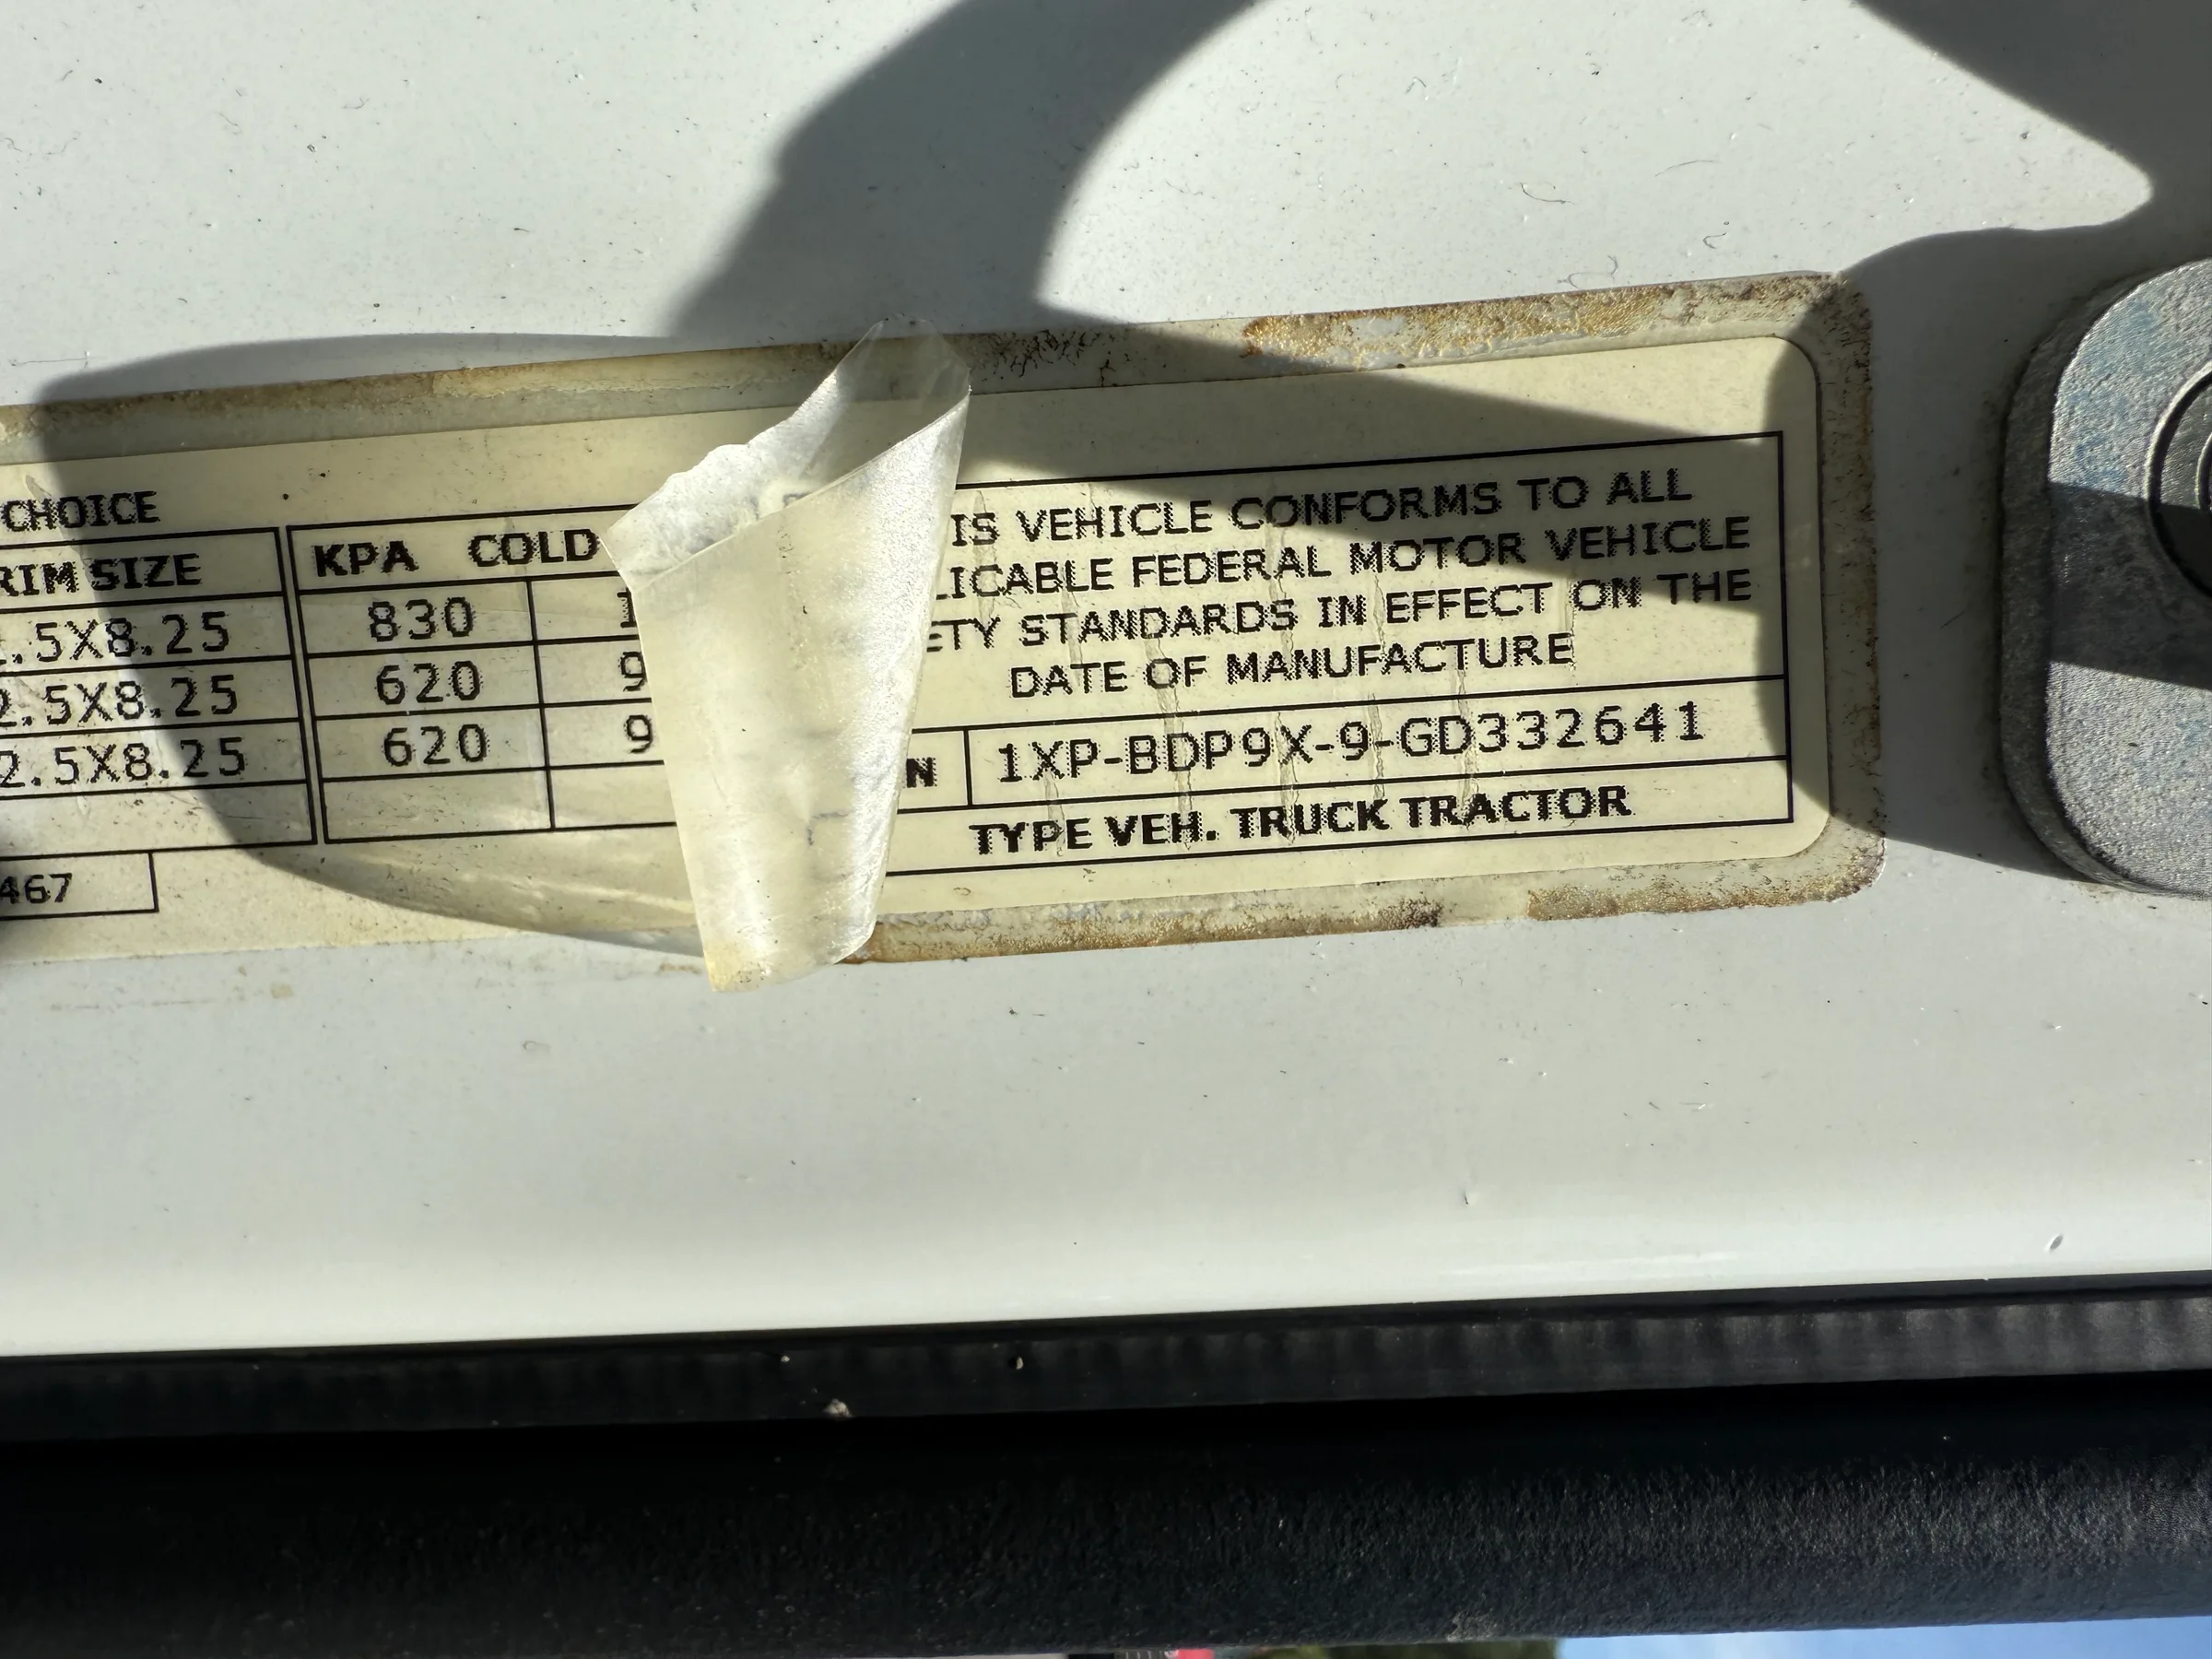 CHOICE
RIM SIZE
.5X8.25
2.5X8.25
2.5X8.25
467
KPA COLD
830
620 9
620 9
IS VEHICLE CONFORMS TO ALL
LICABLE FEDERAL MOTOR VEHICLE
ETY STANDARDS IN EFFECT ON THE
DATE OF MANUFACTURE
N 1XP-BDP9X-9-GD332641
TYPE VEH. TRUCK TRACTOR